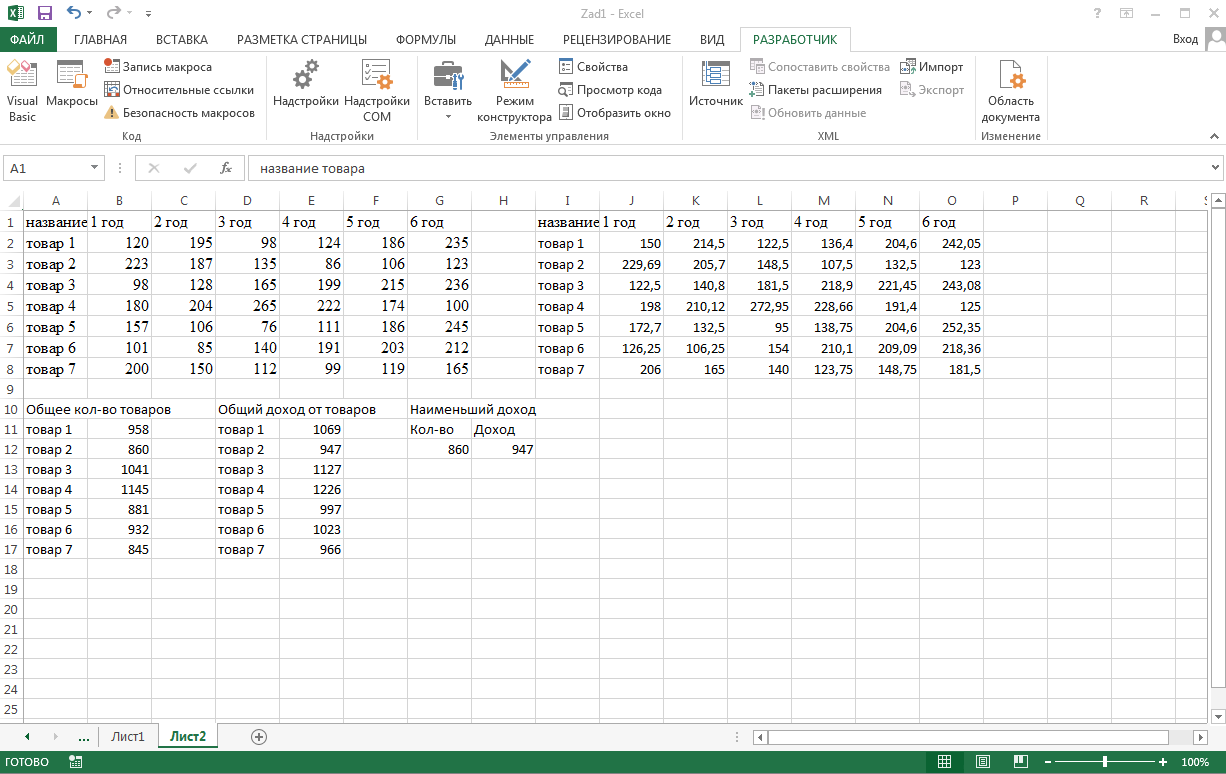 Zad1 - Excel
ФАЙЛ ГЛАВНАЯ ВСТАВКА РАЗМЕТКА СТРАНИЦЫ ФОРМУЛЫ ДАННЫЕ РЕЦЕНЗИРОВАНИЕ ВИД РАЗРАБОТЧИК Вход
Visual Basic
Макросы
Запись макроса
Относительные ссылки
Безопасность макросов
Код
Надстройки
Надстройки COM
Надстройки
Вставить
Режим конструктора
Свойства
Просмотр кода
Отобразить окно
Элементы управления
Источник
Сопоставить свойства
Пакеты расширения
Обновить данные
Импорт
Экспорт
XML
Область документа
Изменение
A1 fx название товара
A B C D E F G H I J K L M N O P Q R S
1 название 1 год 2 год 3 год 4 год 5 год 6 год название 1 год 2 год 3 год 4 год 5 год 6 год
2 товар 1 120 195 98 124 186 235 товар 1 150 214,5 122,5 136,4 204,6 242,05
3 товар 2 223 187 135 86 106 123 товар 2 229,69 205,7 148,5 107,5 132,5 123
4 товар 3 98 128 165 199 215 236 товар 3 122,5 140,8 181,5 218,9 221,45 243,08
5 товар 4 180 204 265 222 174 100 товар 4 198 210,12 272,95 228,66 191,4 125
6 товар 5 157 106 76 111 186 245 товар 5 172,7 132,5 95 138,75 204,6 252,35
7 товар 6 101 85 140 191 203 212 товар 6 126,25 106,25 154 210,1 209,09 218,36
8 товар 7 200 150 112 99 119 165 товар 7 206 165 140 123,75 148,75 181,5
9
10 Общее кол-во товаров Общий доход от товаров Наименьший доход
11 товар 1 958 товар 1 1069 Кол-во Доход
12 товар 2 860 товар 2 947 860 947
13 товар 3 1041 товар 3 1127
14 товар 4 1145 товар 4 1226
15 товар 5 881 товар 5 997
16 товар 6 932 товар 6 1023
17 товар 7 845 товар 7 966
18
19
20
21
22
23
24
25
... Лист1 Лист2
ГОТОВО 100%